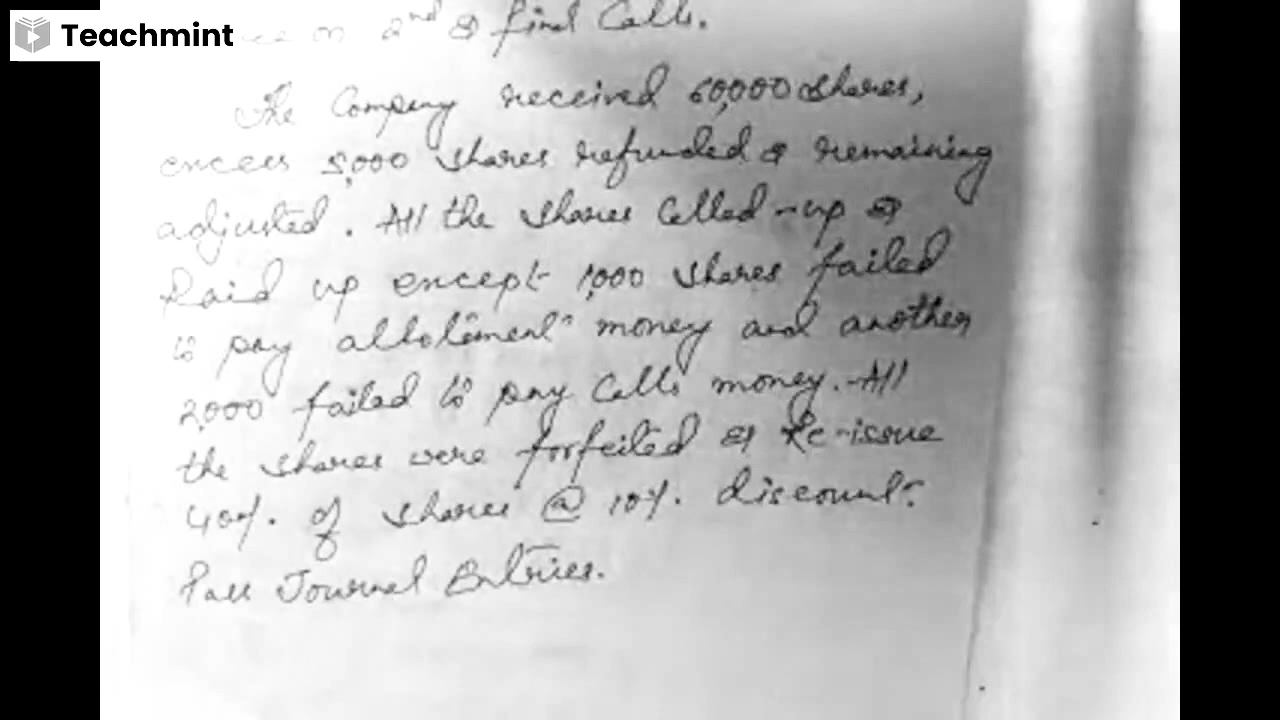 Teachmint
on 2nd & final Calls.
The Company received 60,000 shares,
excess 5,000 shares refunded & remaining
adjusted. All the shares Called-up &
Paid up except 1,000 shares failed
to pay allotment money and another
2,000 failed to pay Calls money. All
the shares were forfeited & Re-issue
40%. of shares @ 10%. discount.
Pass Journal Entries.